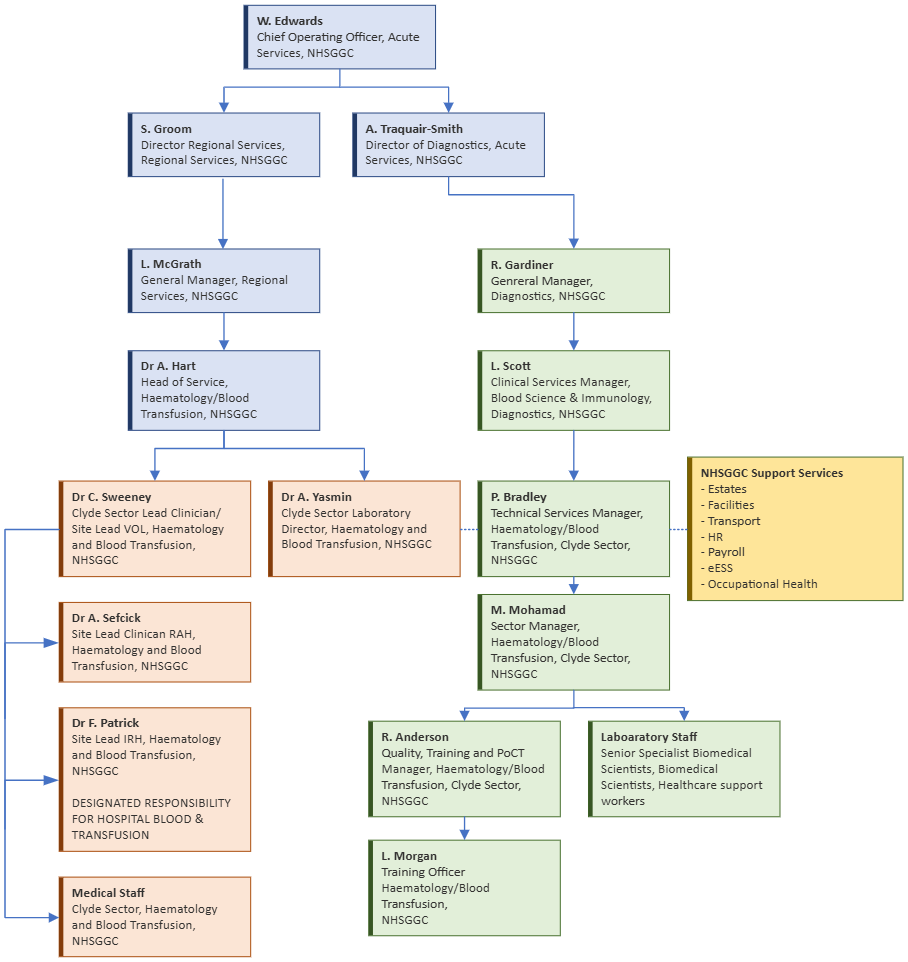 W. Edwards
Chief Operating Officer, Acute
Services, NHSGGC
S. Groom
Director Regional Services,
Regional Services, NHSGGC
A. Traquair-Smith
Director of Diagnostics, Acute
Services, NHSGGC
L. McGrath
General Manager, Regional
Services, NHSGGC
R. Gardiner
Genreral Manager,
Diagnostics, NHSGGC
Dr A. Hart
Head of Service,
Haematology/Blood
Transfusion, NHSGGC
L. Scott
Clinical Services Manager,
Blood Science & Immunology,
Diagnostics, NHSGGC
Dr C. Sweeney
Clyde Sector Lead Clinician/
Site Lead VOL, Haematology
and Blood Transfusion,
NHSGGC
Dr A. Yasmin
Clyde Sector Laboratory
Director, Haematology and
Blood Transfusion, NHSGGC
P. Bradley
Technical Services Manager,
Haematology/Blood
Transfusion, Clyde Sector,
NHSGGC
NHSGGC Support Services
- Estates
- Facilities
- Transport
- HR
- Payroll
- eESS
- Occupational Health
Dr A. Sefcick
Site Lead Clinican RAH,
Haematology and Blood
Transfusion, NHSGGC
M. Mohamad
Sector Manager,
Haematology/Blood
Transfusion, Clyde Sector,
NHSGGC
Dr F. Patrick
Site Lead IRH, Haematology
and Blood Transfusion,
NHSGGC
DESIGNATED RESPONSIBILITY
FOR HOSPITAL BLOOD &
TRANSFUSION
R. Anderson
Quality, Training and PoCT
Manager, Haematology/Blood
Transfusion, Clyde Sector,
NHSGGC
Laboaratory Staff
Senior Specialist Biomedical
Scientists, Biomedical
Scientists, Healthcare support
workers
Medical Staff
Clyde Sector, Haematology
and Blood Transfusion,
NHSGGC
L. Morgan
Training Officer
Haematology/Blood
Transfusion,
NHSGGC